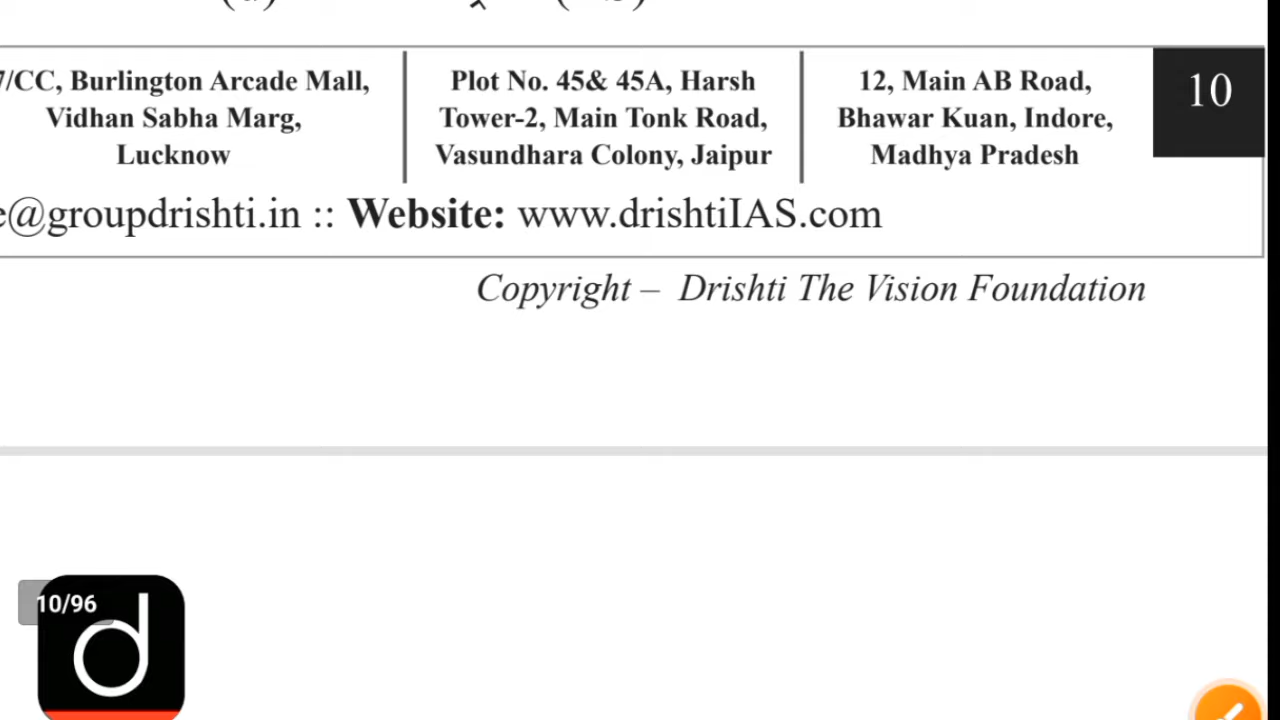 7/CC, Burlington Arcade Mall,
Vidhan Sabha Marg,
Lucknow
Plot No. 45& 45A, Harsh
Tower-2, Main Tonk Road,
Vasundhara Colony, Jaipur
12, Main AB Road,
Bhawar Kuan, Indore,
Madhya Pradesh
10
e@groupdrishti.in :: Website: www.drishtiIAS.com
Copyright – Drishti The Vision Foundation
10/96
d